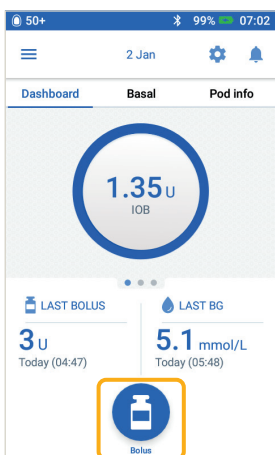 50+ 99% 07:02
2 Jan
Dashboard Basal Pod info
1.35 U
IOB
LAST BOLUS LAST BG
3 U 5.1 mmol/L
Today (04:47) Today (05:48)
Bolus